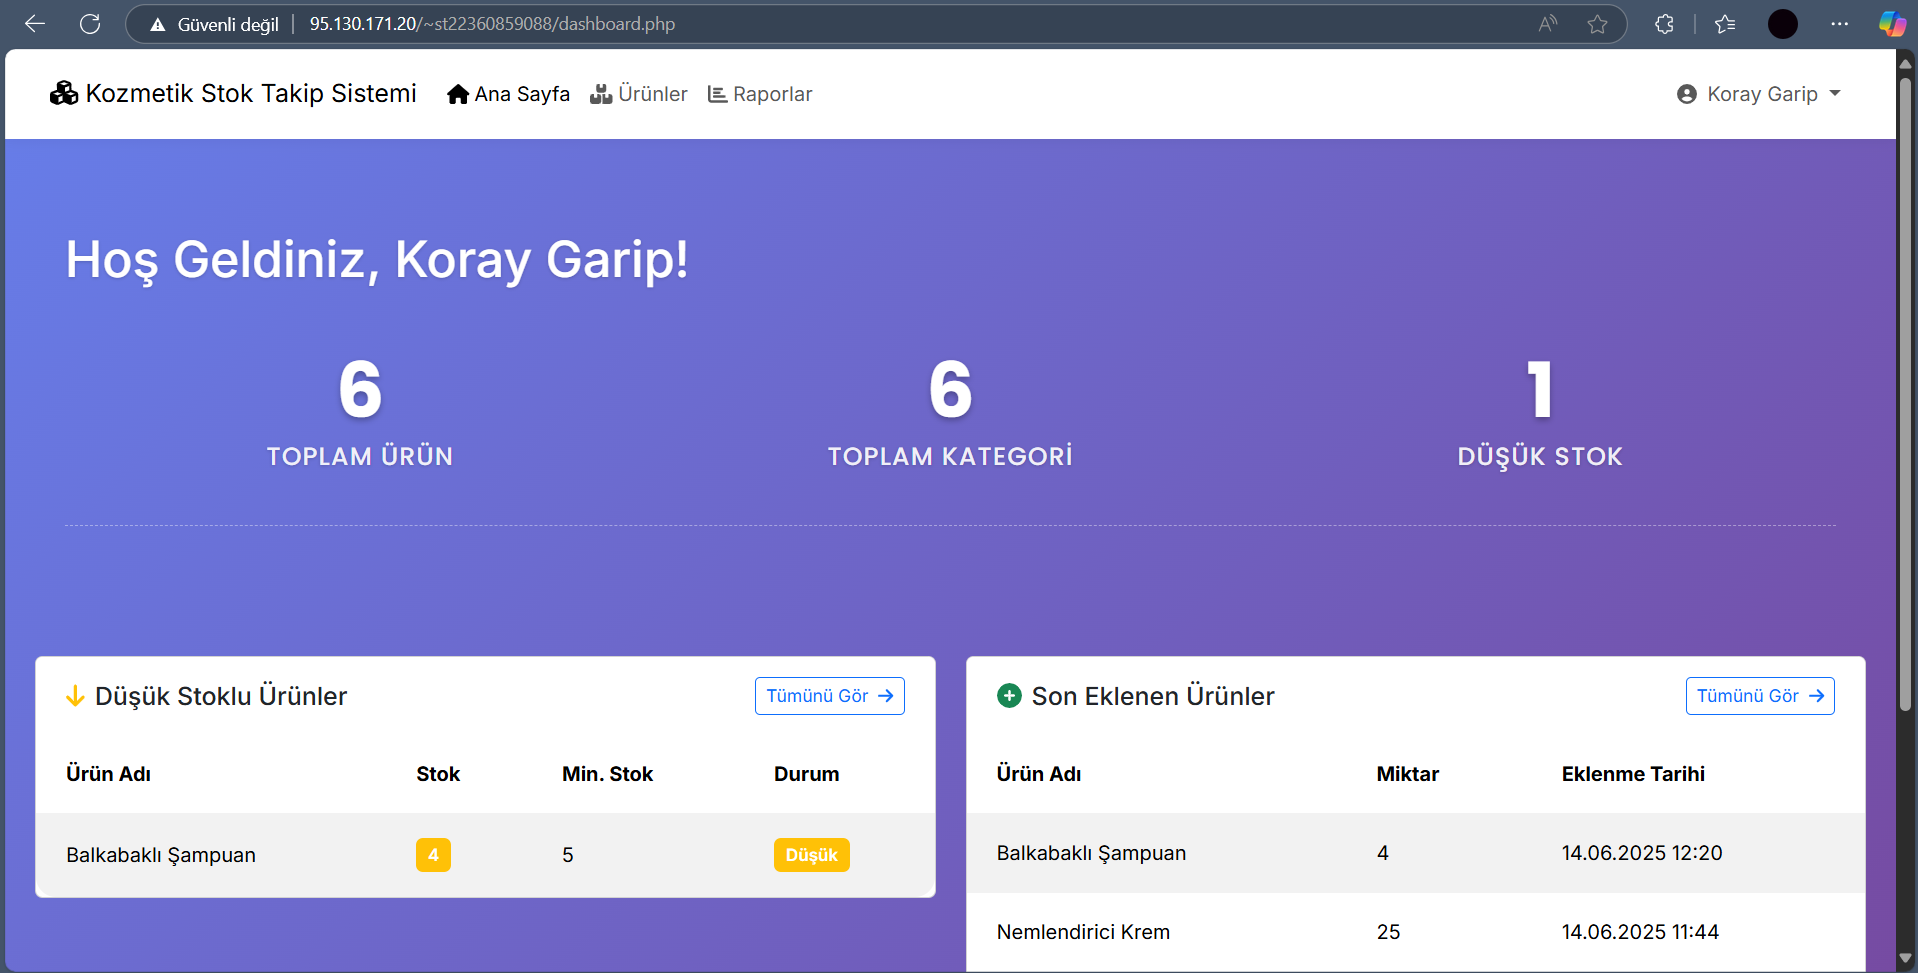 Güvenli değil 95.130.171.20/~st22360859088/dashboard.php
Kozmetik Stok Takip Sistemi Ana Sayfa Ürünler Raporlar Koray Garip
Hoş Geldiniz, Koray Garip!
6 6 1
TOPLAM ÜRÜN TOPLAM KATEGORİ DÜŞÜK STOK
Düşük Stoklu Ürünler Tümünü Gör
Ürün Adı Stok Min. Stok Durum
Balkabaklı Şampuan 4 5 Düşük
Son Eklenen Ürünler Tümünü Gör
Ürün Adı Miktar Eklenme Tarihi
Balkabaklı Şampuan 4 14.06.2025 12:20
Nemlendirici Krem 25 14.06.2025 11:44